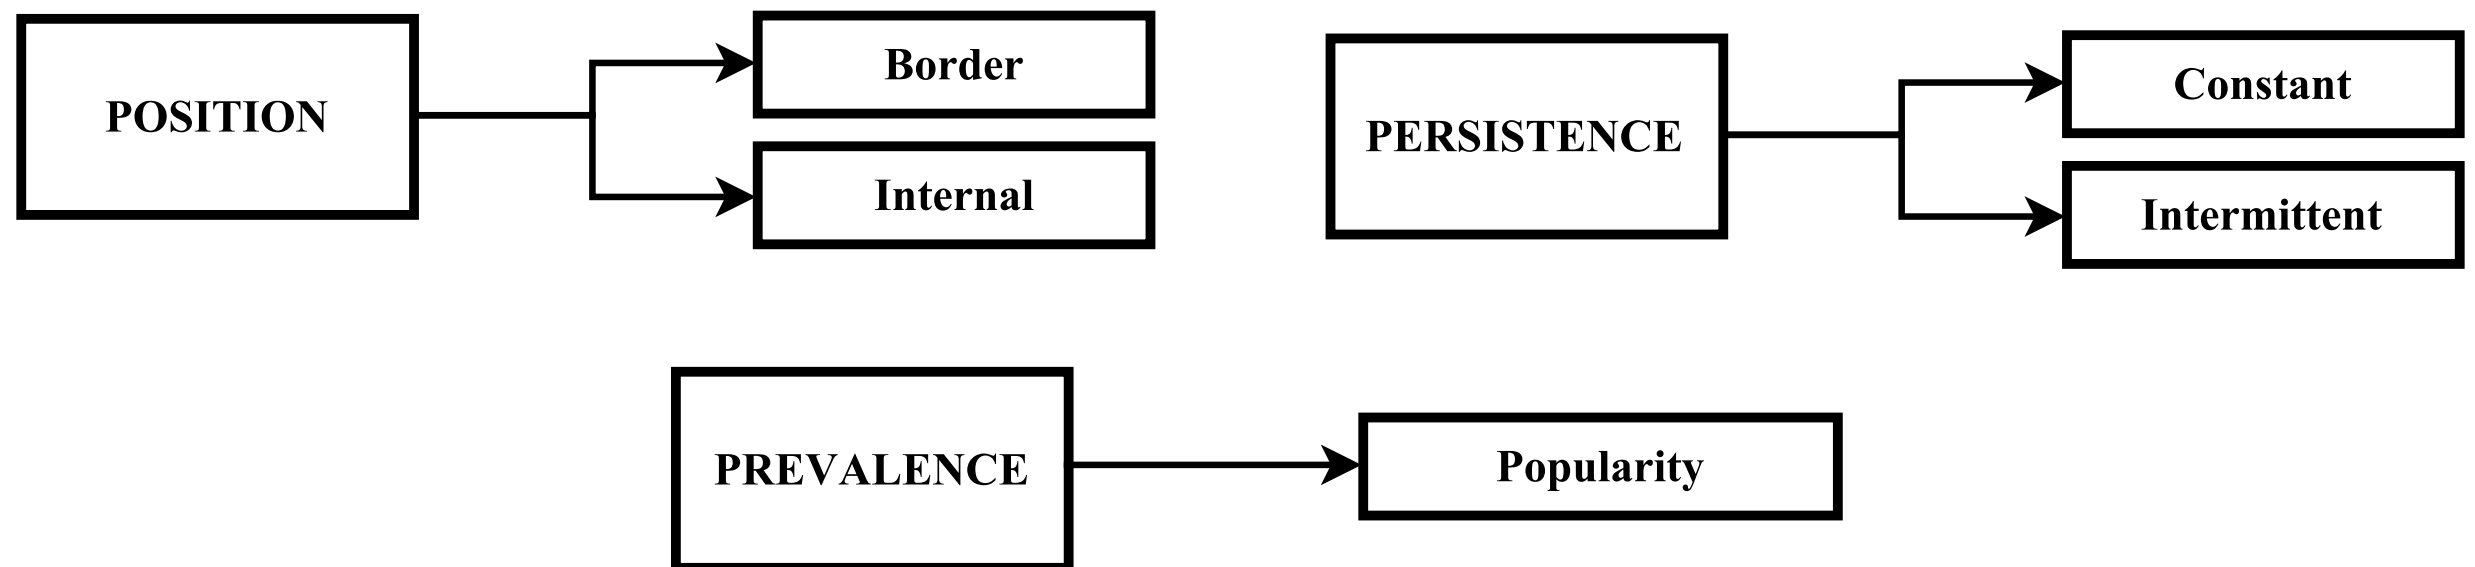 POSITION
Border
Internal
PERSISTENCE
Constant
Intermittent
PREVALENCE
Popularity